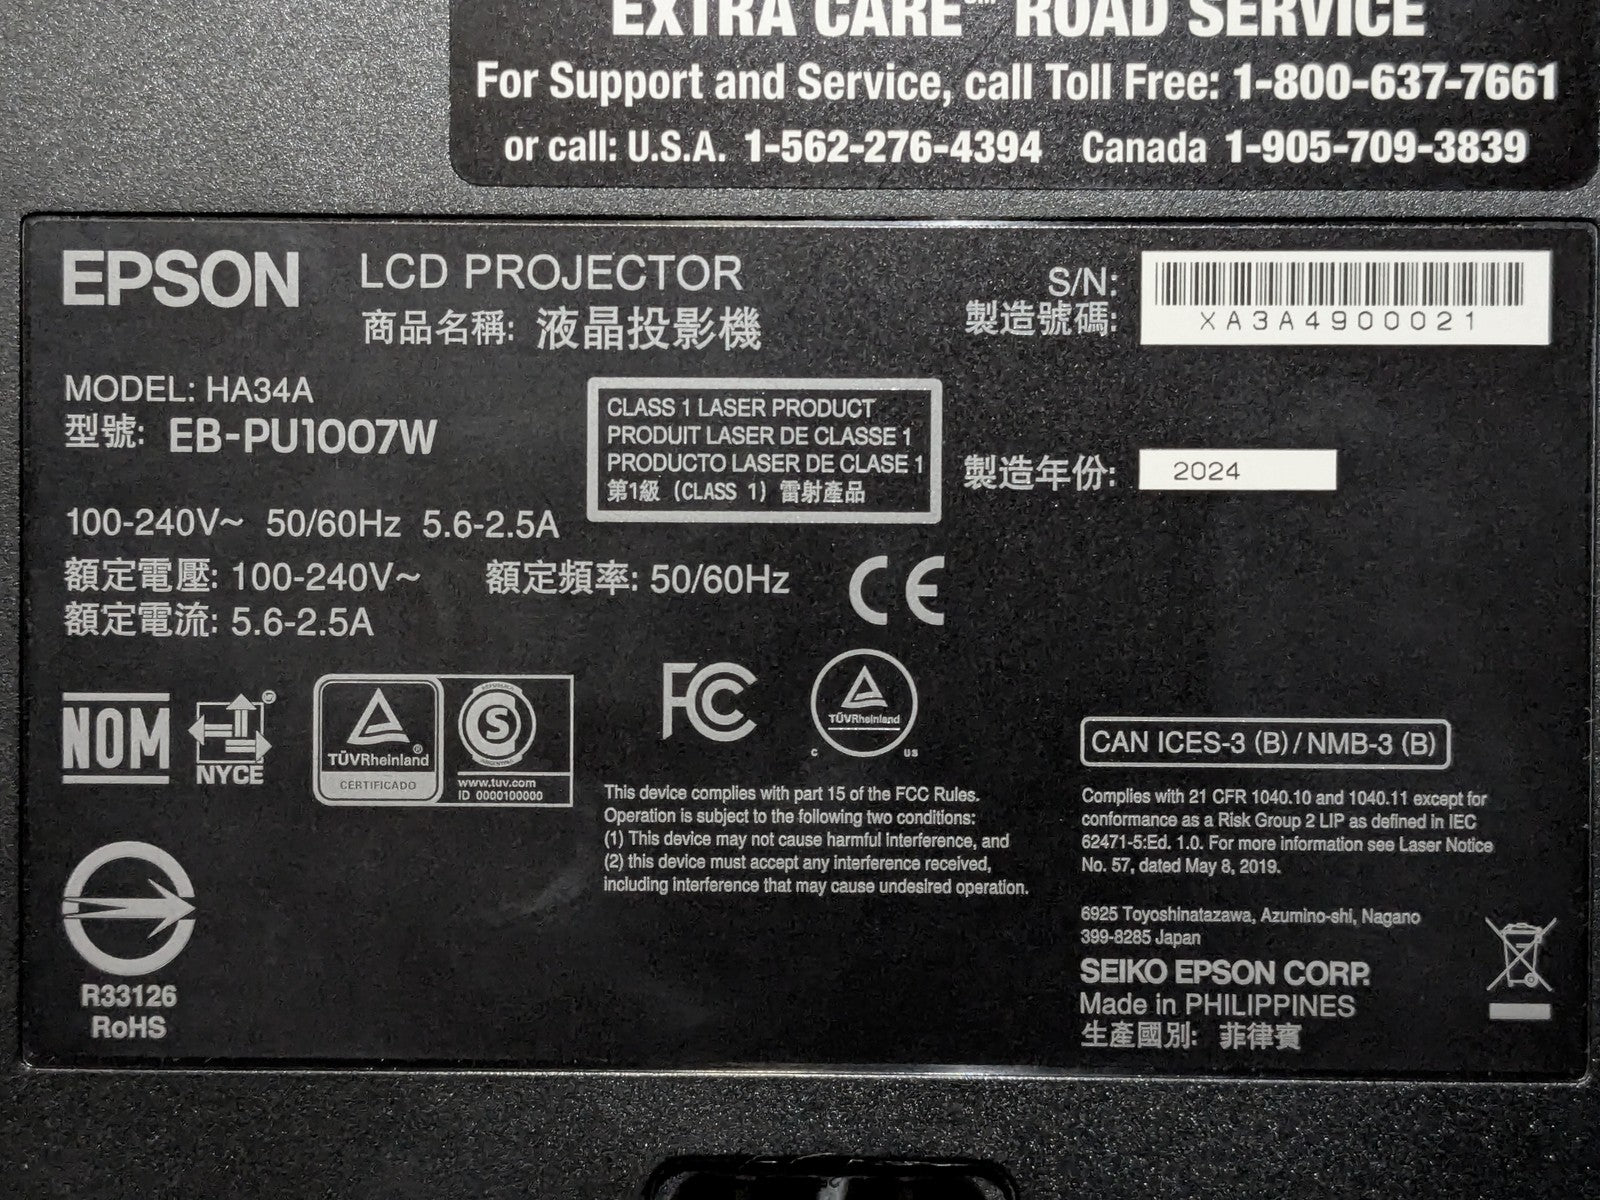 EXTRA CARE℠ ROAD SERVICE
For Support and Service, call Toll Free: 1-800-637-7661
or call: U.S.A. 1-562-276-4394 Canada 1-905-709-3839
EPSON
LCD PROJECTOR
商品名稱: 液晶投影機
S/N:
製造號碼:
XA3A4900021
MODEL: HA34A
型號: EB-PU1007W
CLASS 1 LASER PRODUCT
PRODUIT LASER DE CLASSE 1
PRODUCTO LASER DE CLASE 1
第1級 (CLASS 1) 雷射產品
製造年份: 2024
100-240V~ 50/60Hz 5.6-2.5A
額定電壓: 100-240V~ 額定頻率: 50/60Hz
額定電流: 5.6-2.5A
CE
NOM
NYCE
TÜVRheinland®
CERTIFICADO
S
www.tuv.com
ID 0000100000
FC
TÜVRheinland
C US
CAN ICES-3 (B) / NMB-3 (B)
This device complies with part 15 of the FCC Rules.
Operation is subject to the following two conditions:
(1) This device may not cause harmful interference, and
(2) this device must accept any interference received,
including interference that may cause undesired operation.
Complies with 21 CFR 1040.10 and 1040.11 except for
conformance as a Risk Group 2 LIP as defined in IEC
62471-5:Ed. 1.0. For more information see Laser Notice
No. 57, dated May 8, 2019.
R33126
RoHS
6925 Toyoshinatazawa, Azumino-shi, Nagano
399-8285 Japan
SEIKO EPSON CORP.
Made in PHILIPPINES
生產國別: 菲律賓